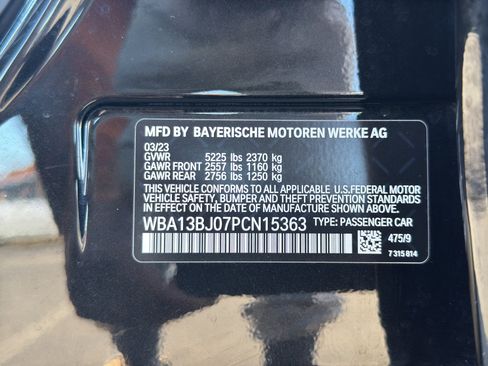 MFD BY BAYERISCHE MOTOREN WERKE AG
03/23
GVWR 5225 lbs 2370 kg
GAWR FRONT 2557 lbs 1160 kg
GAWR REAR 2756 lbs 1250 kg
THIS VEHICLE CONFORMS TO ALL APPLICABLE U.S.FEDERAL MOTOR
VEHICLE SAFETY, BUMPER AND THEFT PREVENTION STANDARDS
IN EFFECT ON THE DATE OF MANUFACTURE SHOWN ABOVE.
WBA13BJ07PCN15363 TYPE: PASSENGER CAR
475/9
7 315 814